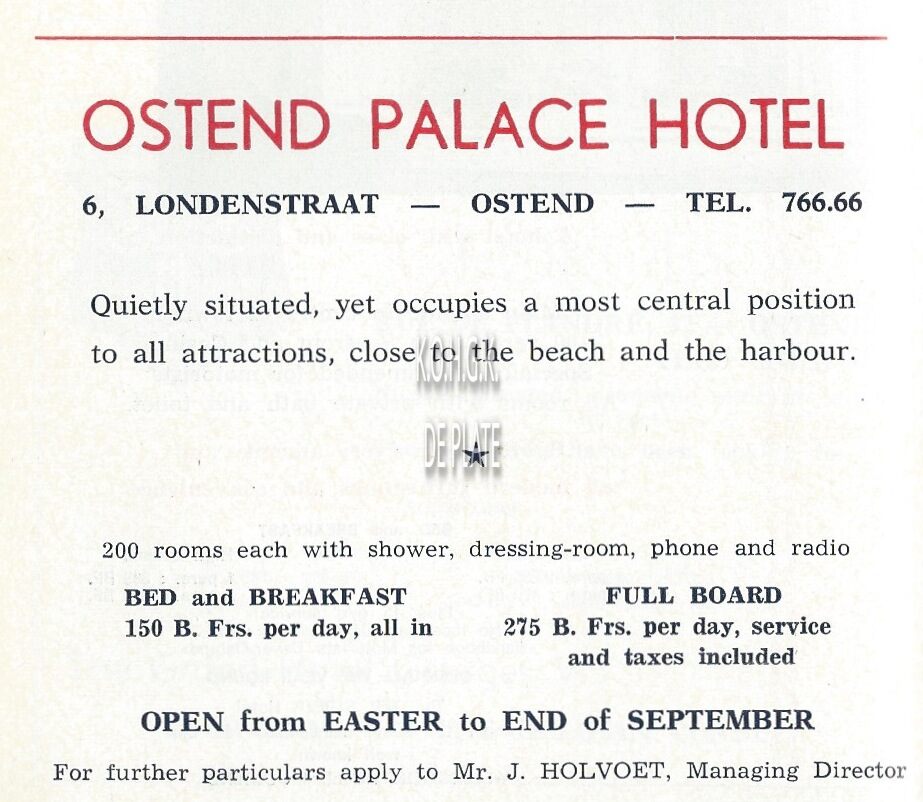 OSTEND PALACE HOTEL
6, LONDENSTRAAT — OSTEND — TEL. 766.66
Quietly situated, yet occupies a most central position
to all attractions, close to the beach and the harbour.
K.O.H.G.K.
DE PLATE
200 rooms each with shower, dressing-room, phone and radio
BED and BREAKFAST
150 B. Frs. per day, all in
FULL BOARD
275 B. Frs. per day, service
and taxes included
OPEN from EASTER to END of SEPTEMBER
For further particulars apply to Mr. J. HOLVOET, Managing Director